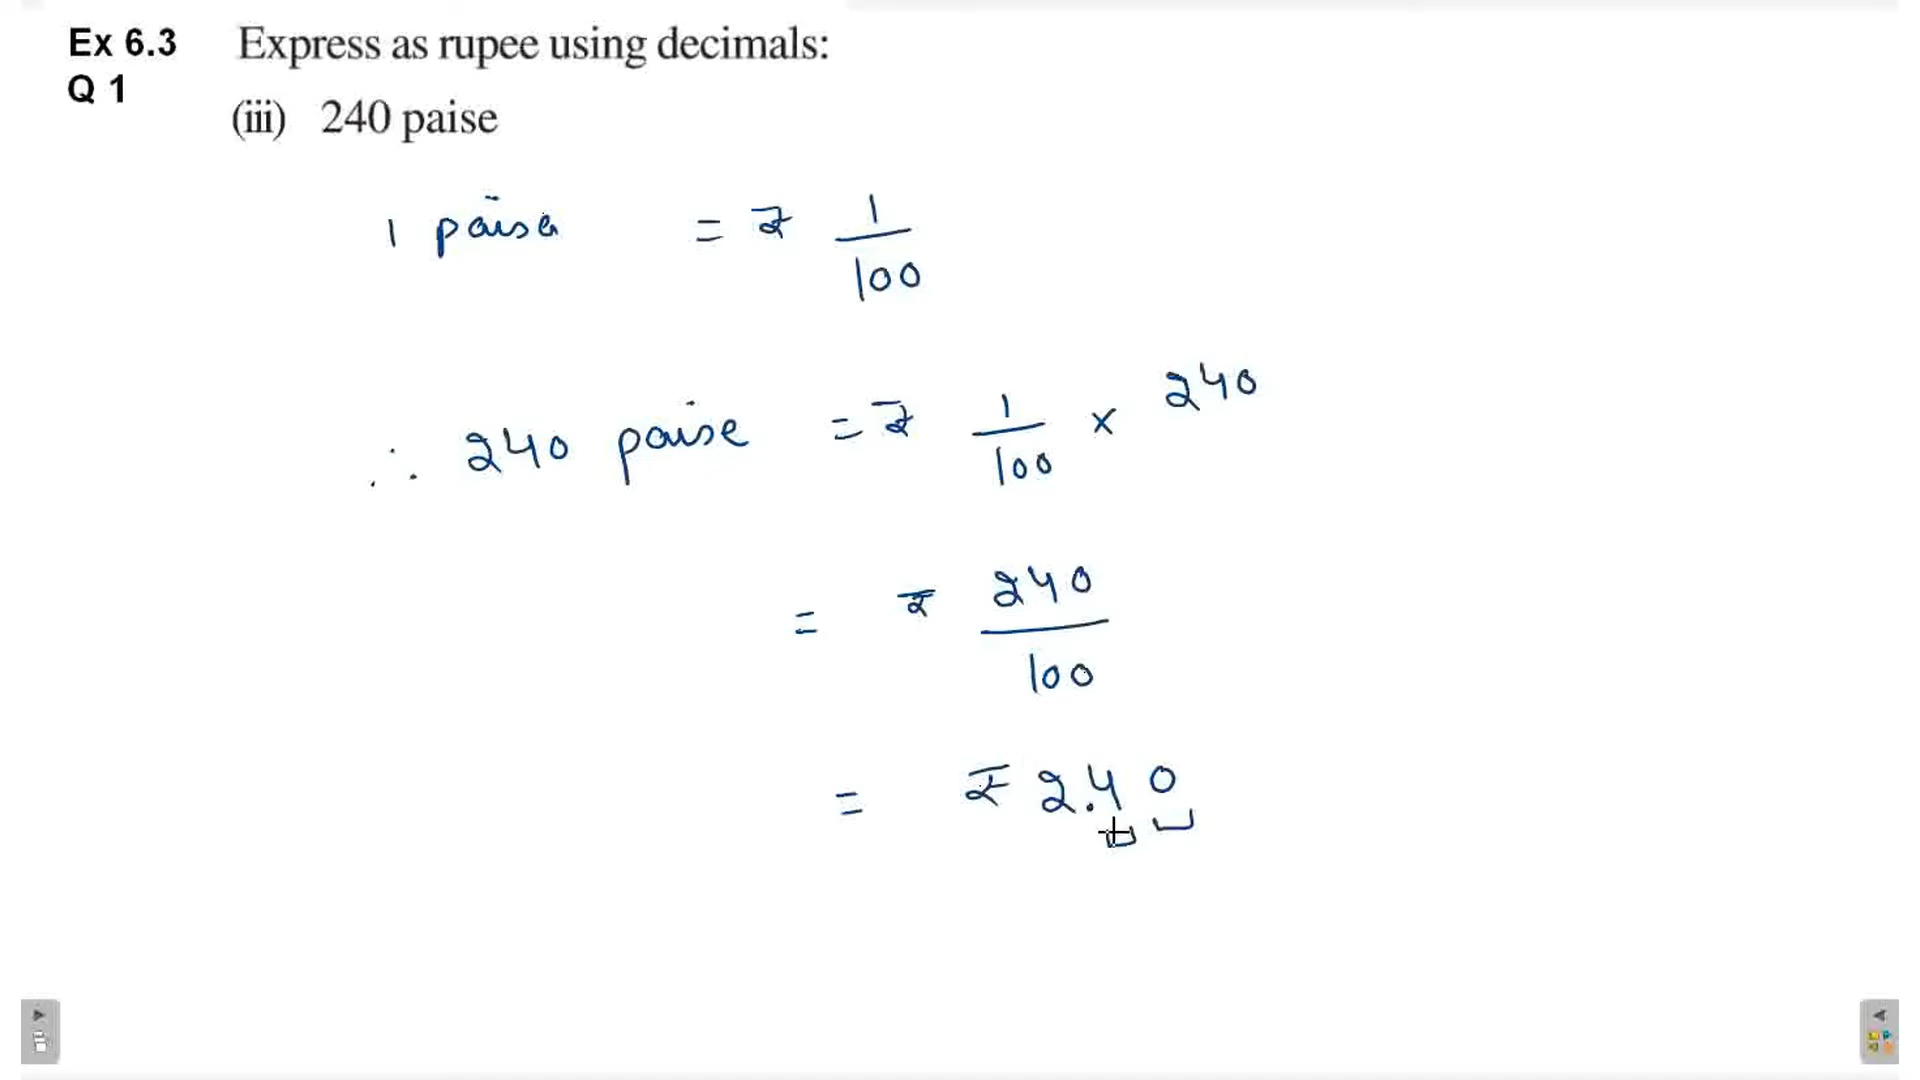 Ex 6.3 Express as rupee using decimals:
Q 1
(iii) 240 paise
1 paisa = ₹ 1/100
∴ 240 paise = ₹ 1/100 × 240
= ₹ 240/100
= ₹ 2.40